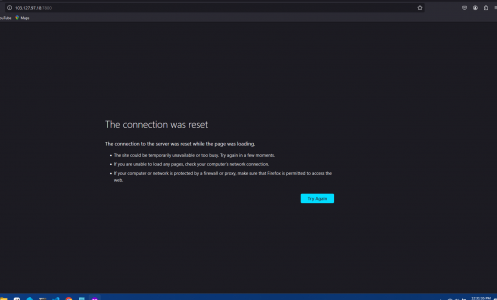 103.127.97.18
Maps
The connection was reset
The connection to the server was reset while the page was loading.
The site could be temporarily unavailable or too busy. Try again in a few moments.
If you are unable to load any pages, check your computer's network connection.
If your computer or network is protected by a firewall or proxy, make sure that Firefox is permitted to access the
web.
Try Again